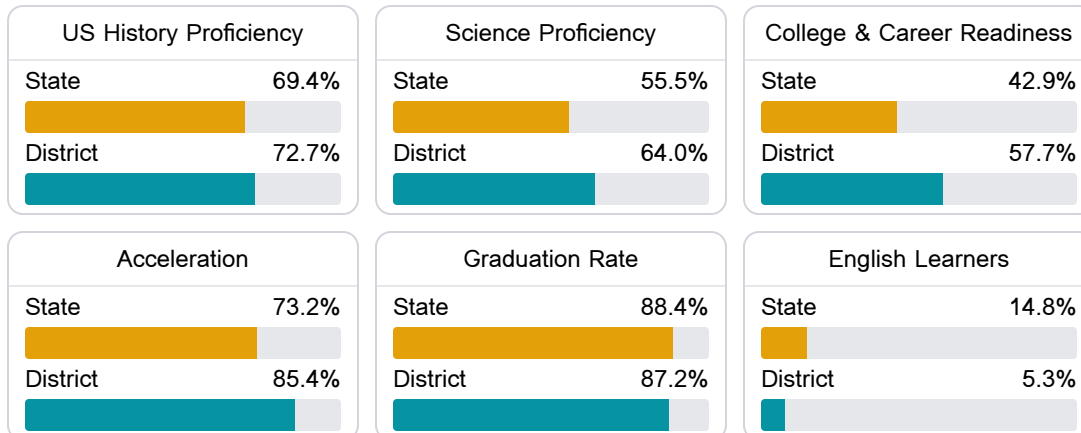 US History Proficiency
State 69.4%
District 72.7%
Science Proficiency
State 55.5%
District 64.0%
College & Career Readiness
State 42.9%
District 57.7%
Acceleration
State 73.2%
District 85.4%
Graduation Rate
State 88.4%
District 87.2%
English Learners
State 14.8%
District 5.3%